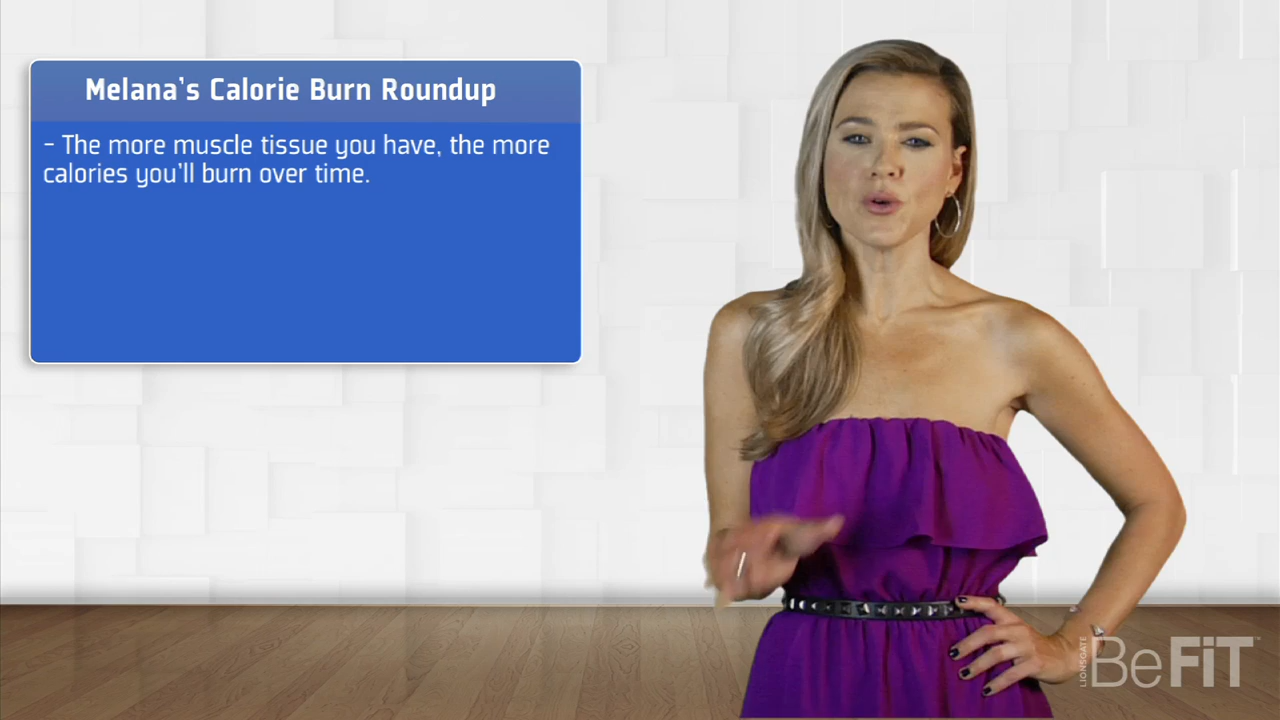 Melana's Calorie Burn Roundup
- The more muscle tissue you have, the more
calories you'll burn over time.
LIONSGATE
BeFiT™